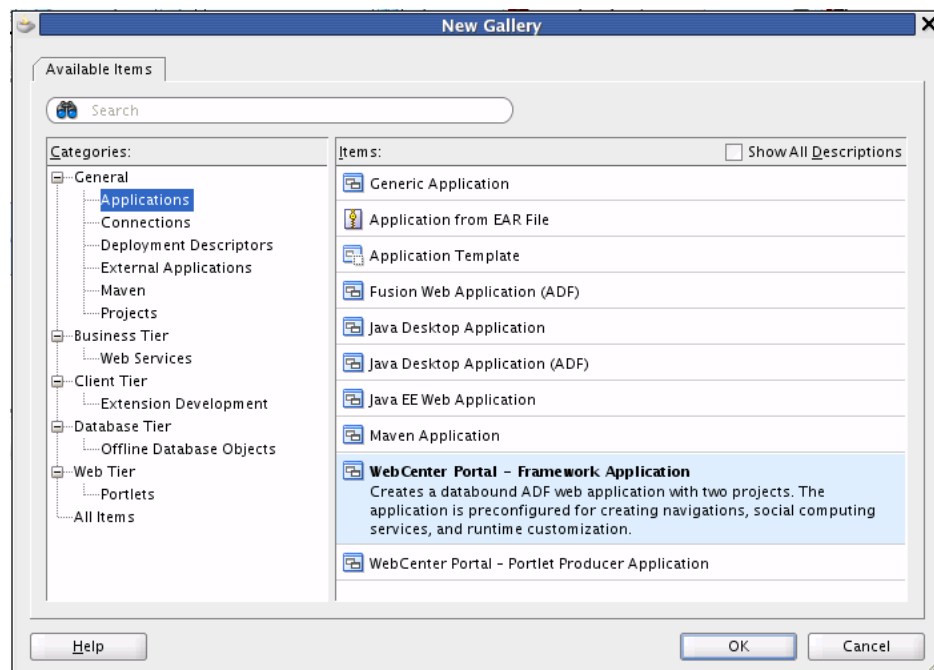 New Gallery
Available Items
Search
Categories:
General
Applications
Connections
Deployment Descriptors
External Applications
Maven
Projects
Business Tier
Web Services
Client Tier
Extension Development
Database Tier
Offline Database Objects
Web Tier
Portlets
All Items
Items:
Show All Descriptions
Generic Application
Application from EAR File
Application Template
Fusion Web Application (ADF)
Java Desktop Application
Java Desktop Application (ADF)
Java EE Web Application
Maven Application
WebCenter Portal - Framework Application
Creates a databound ADF web application with two projects. The
application is preconfigured for creating navigations, social computing
services, and runtime customization.
WebCenter Portal - Portlet Producer Application
Help
OK
Cancel